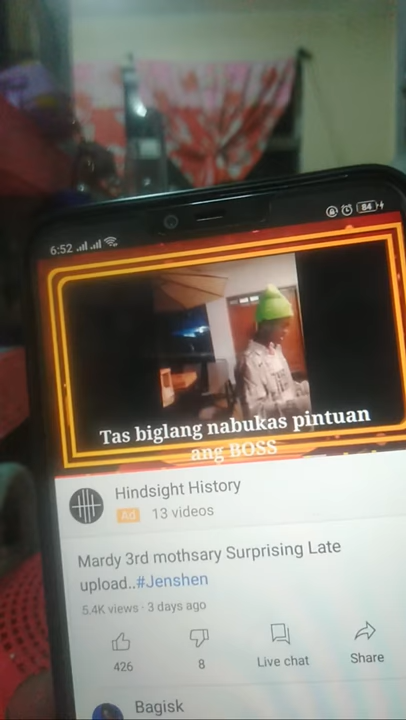 6:52
84
Tas biglang nabukas pintuan
ang BOSS
Hindsight History
Ad 13 videos
Mardy 3rd mothsary Surprising Late
upload..#Jenshen
5.4K views · 3 days ago
426
8
Live chat
Share
Bagisk